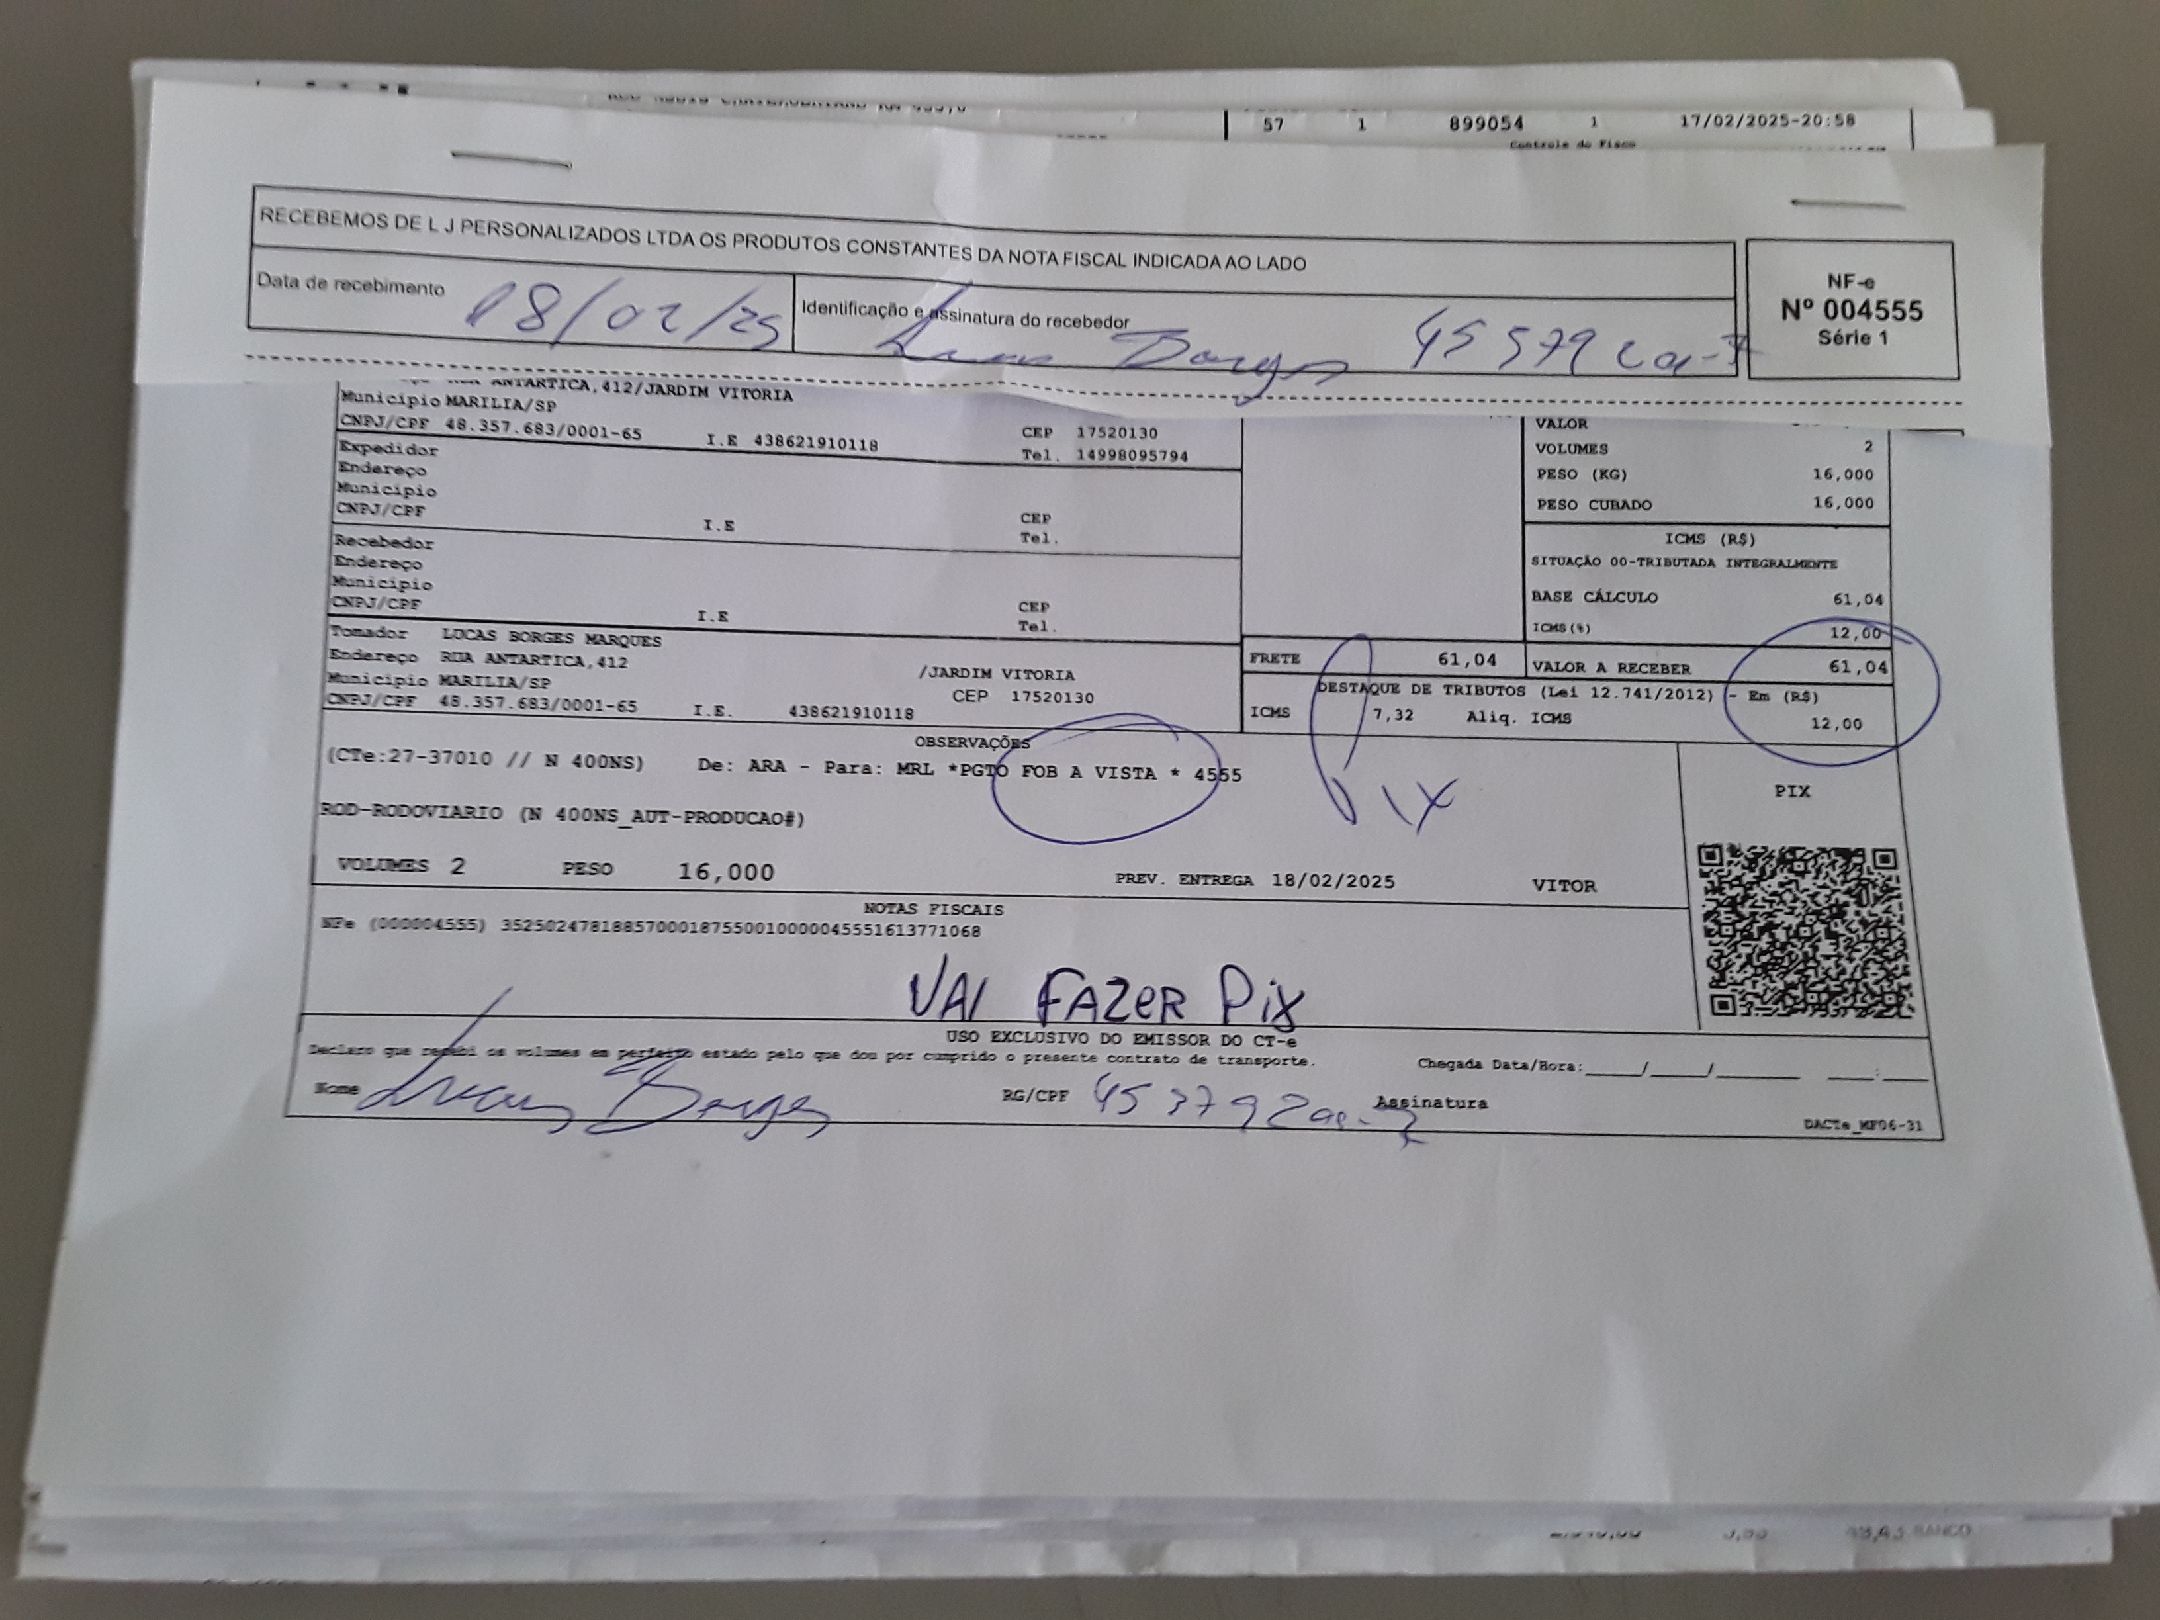 57 1 899054 1 17/02/2025-20:58
Controle do Fisco
RECEBEMOS DE L J PERSONALIZADOS LTDA OS PRODUTOS CONSTANTES DA NOTA FISCAL INDICADA AO LADO
Data de recebimento 18/02/25
Identificação e assinatura do recebedor Lucas Borges
NF-e
Nº 004555
Série 1
RUA ANTARTICA,412/JARDIM VITORIA
Municipio MARILIA/SP
CNPJ/CPF 48.357.683/0001-65 I.E 438621910118
CEP 17520130
Tel. 14998095794
Expedidor
Endereço
Municipio
CNPJ/CPF I.E CEP
Tel.
Recebedor
Endereço
Municipio
CNPJ/CPF I.E CEP
Tel.
Tomador LUCAS BORGES MARQUES
Endereço RUA ANTARTICA,412 /JARDIM VITORIA
Municipio MARILIA/SP CEP 17520130
CNPJ/CPF 48.357.683/0001-65 I.E. 438621910118
VALOR
VOLUMES 2
PESO (KG) 16,000
PESO CUBADO 16,000
ICMS (R$)
SITUAÇÃO 00-TRIBUTADA INTEGRALMENTE
BASE CÁLCULO 61,04
ICMS(%) 12,00
FRETE 61,04 VALOR A RECEBER 61,04
DESTAQUE DE TRIBUTOS (Lei 12.741/2012) - Em (R$)
ICMS 7,32 Aliq. ICMS 12,00
OBSERVAÇÕES
(CTe:27-37010 // N 400NS) De: ARA - Para: MRL *PGTO FOB A VISTA * 4555
Pix
PIX
ROD-RODOVIARIO (N 400NS_AUT-PRODUCAO#)
VOLUMES 2 PESO 16,000 PREV. ENTREGA 18/02/2025 VITOR
NOTAS FISCAIS
NFe (000004555) 35250247818857000187550010000045551613771068
VAI FAZER Pix
USO EXCLUSIVO DO EMISSOR DO CT-e
Declaro que recebi os volumes em perfeito estado pelo que dou por cumprido o presente contrato de transporte.
Chegada Data/Hora:____/____/______ ___:___
Nome Lucas Borges RG/CPF Assinatura
DACTe_MF06-31
BANCO